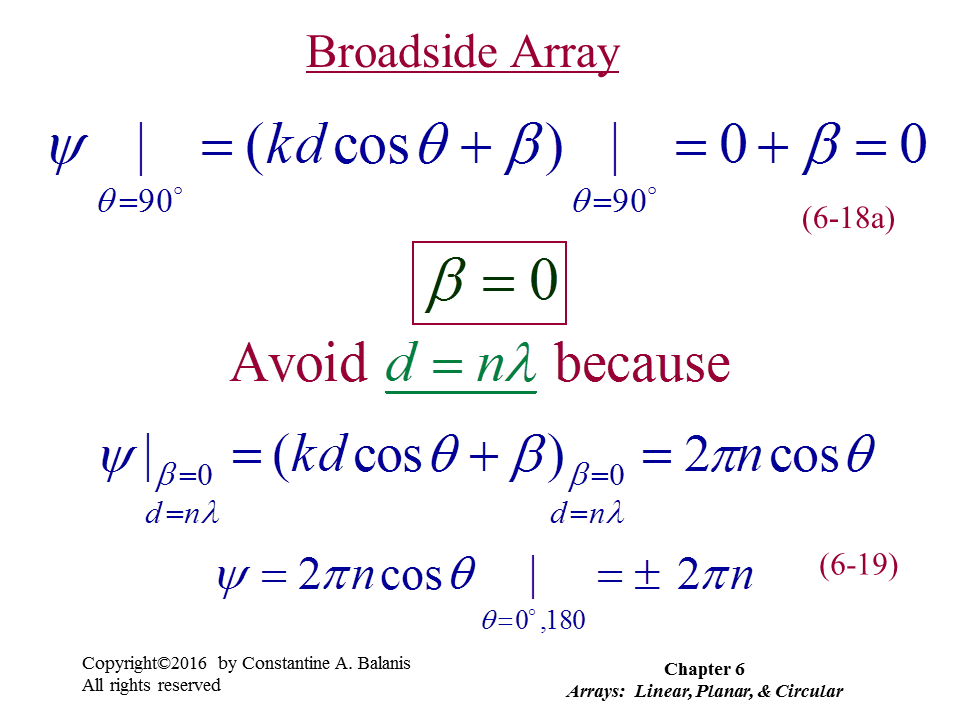 Broadside Array
ψ |θ=90° = (kd cos θ + β) |θ=90° = 0 + β = 0
(6-18a)
β = 0
Avoid d = nλ because
ψ |β=0 d=nλ = (kd cos θ + β) β=0 d=nλ = 2πn cos θ
ψ = 2πn cos θ |θ=0°,180 = ± 2πn
(6-19)
Copyright©2016 by Constantine A. Balanis
All rights reserved
Chapter 6
Arrays: Linear, Planar, & Circular